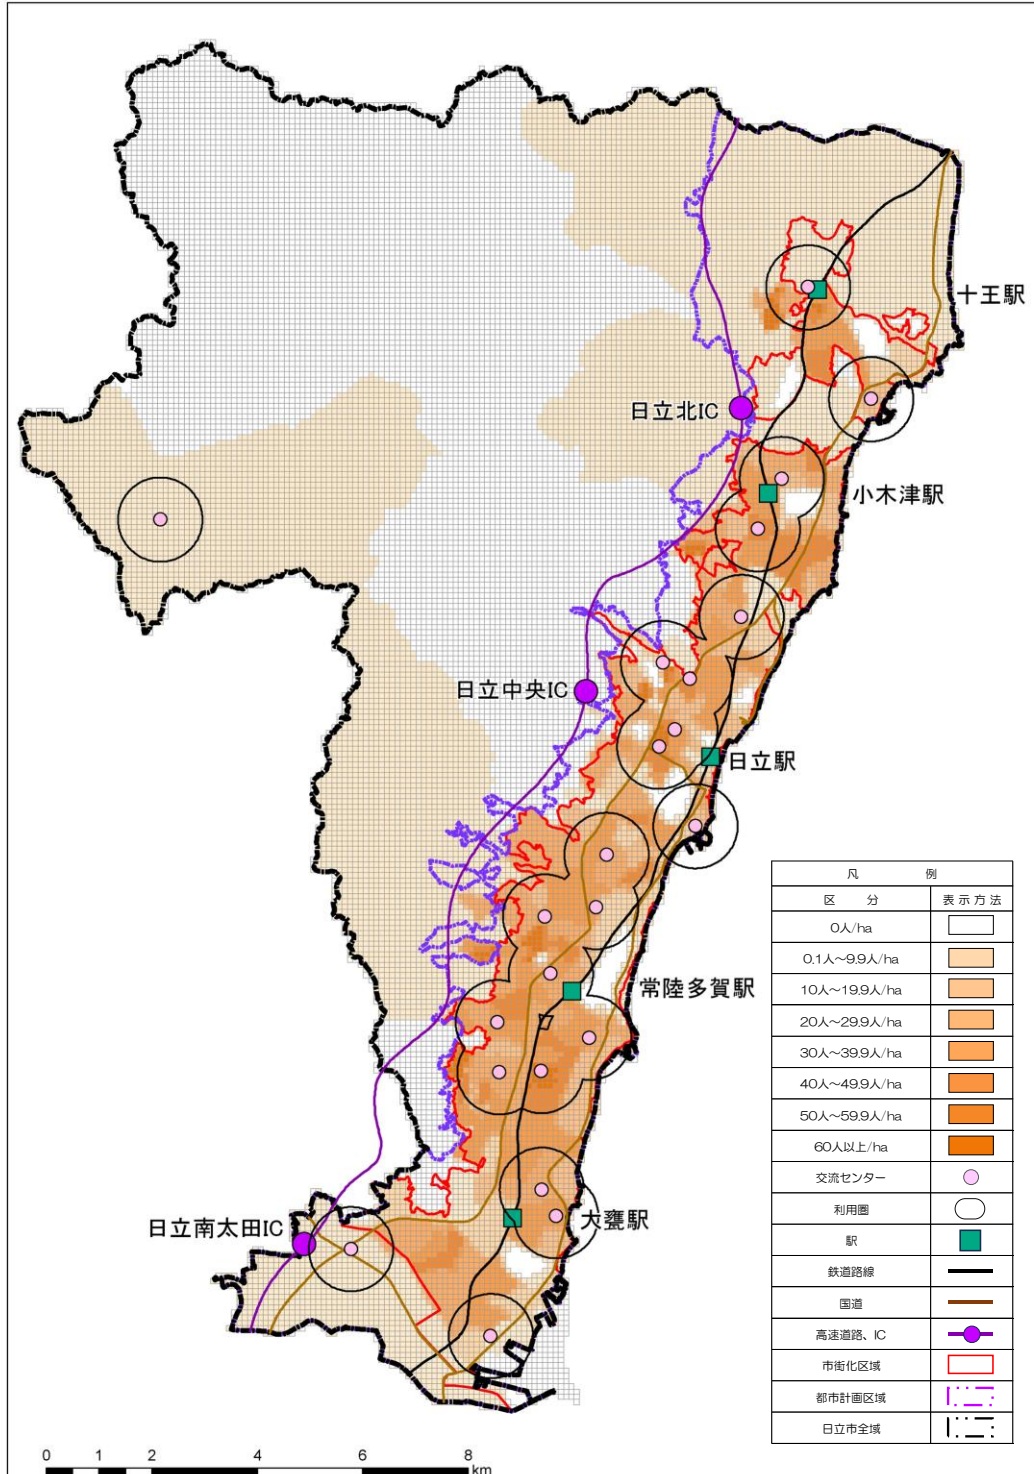 十王駅
日立北IC
小木津駅
日立中央IC
日立駅
常陸多賀駅
日立南太田IC
大甕駅
凡 例
区 分 表示方法
0人/ha
0.1人～9.9人/ha
10人～19.9人/ha
20人～29.9人/ha
30人～39.9人/ha
40人～49.9人/ha
50人～59.9人/ha
60人以上/ha
交流センター
利用圏
駅
鉄道路線
国道
高速道路、IC
市街化区域
都市計画区域
日立市全域
0 1 2 4 6 8
km